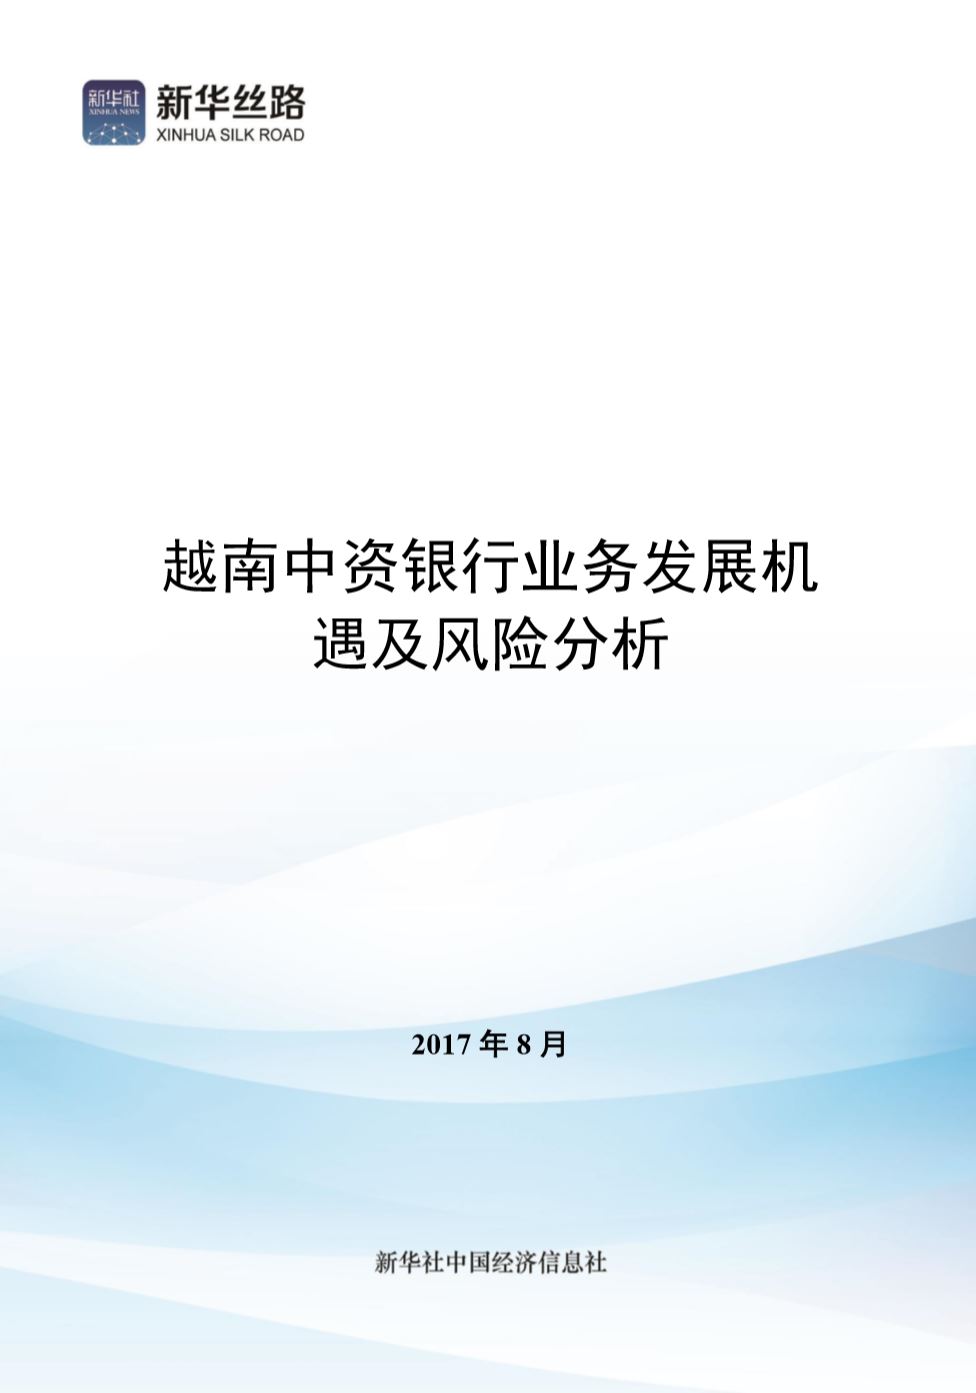 新华社
XINHUA NEWS
新华丝路
XINHUA SILK ROAD
越南中资银行业务发展机
遇及风险分析
2017 年 8 月
新华社中国经济信息社